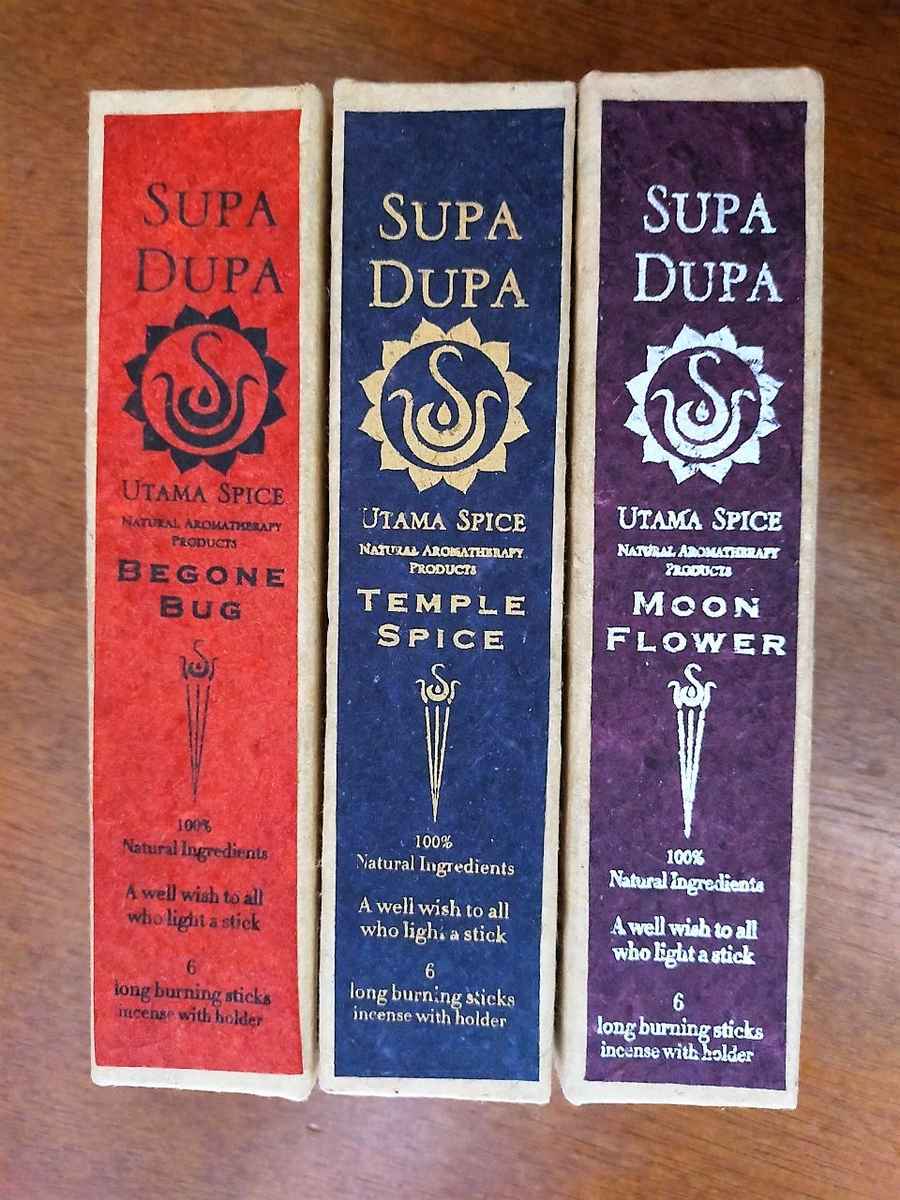 SUPA
DUPA
UTAMA SPICE
NATURAL AROMATHERAPY
PRODUCTS
BEGONE
BUG
100%
Natural Ingredients
A well wish to all
who light a stick
6
long burning sticks
incense with holder
SUPA
DUPA
UTAMA SPICE
NATURAL AROMATHERAPY
PRODUCTS
TEMPLE
SPICE
100%
Natural Ingredients
A well wish to all
who light a stick
6
long burning sticks
incense with holder
SUPA
DUPA
UTAMA SPICE
NATURAL AROMATHERAPY
PRODUCTS
MOON
FLOWER
100%
Natural Ingredients
A well wish to all
who light a stick
6
long burning sticks
incense with holder